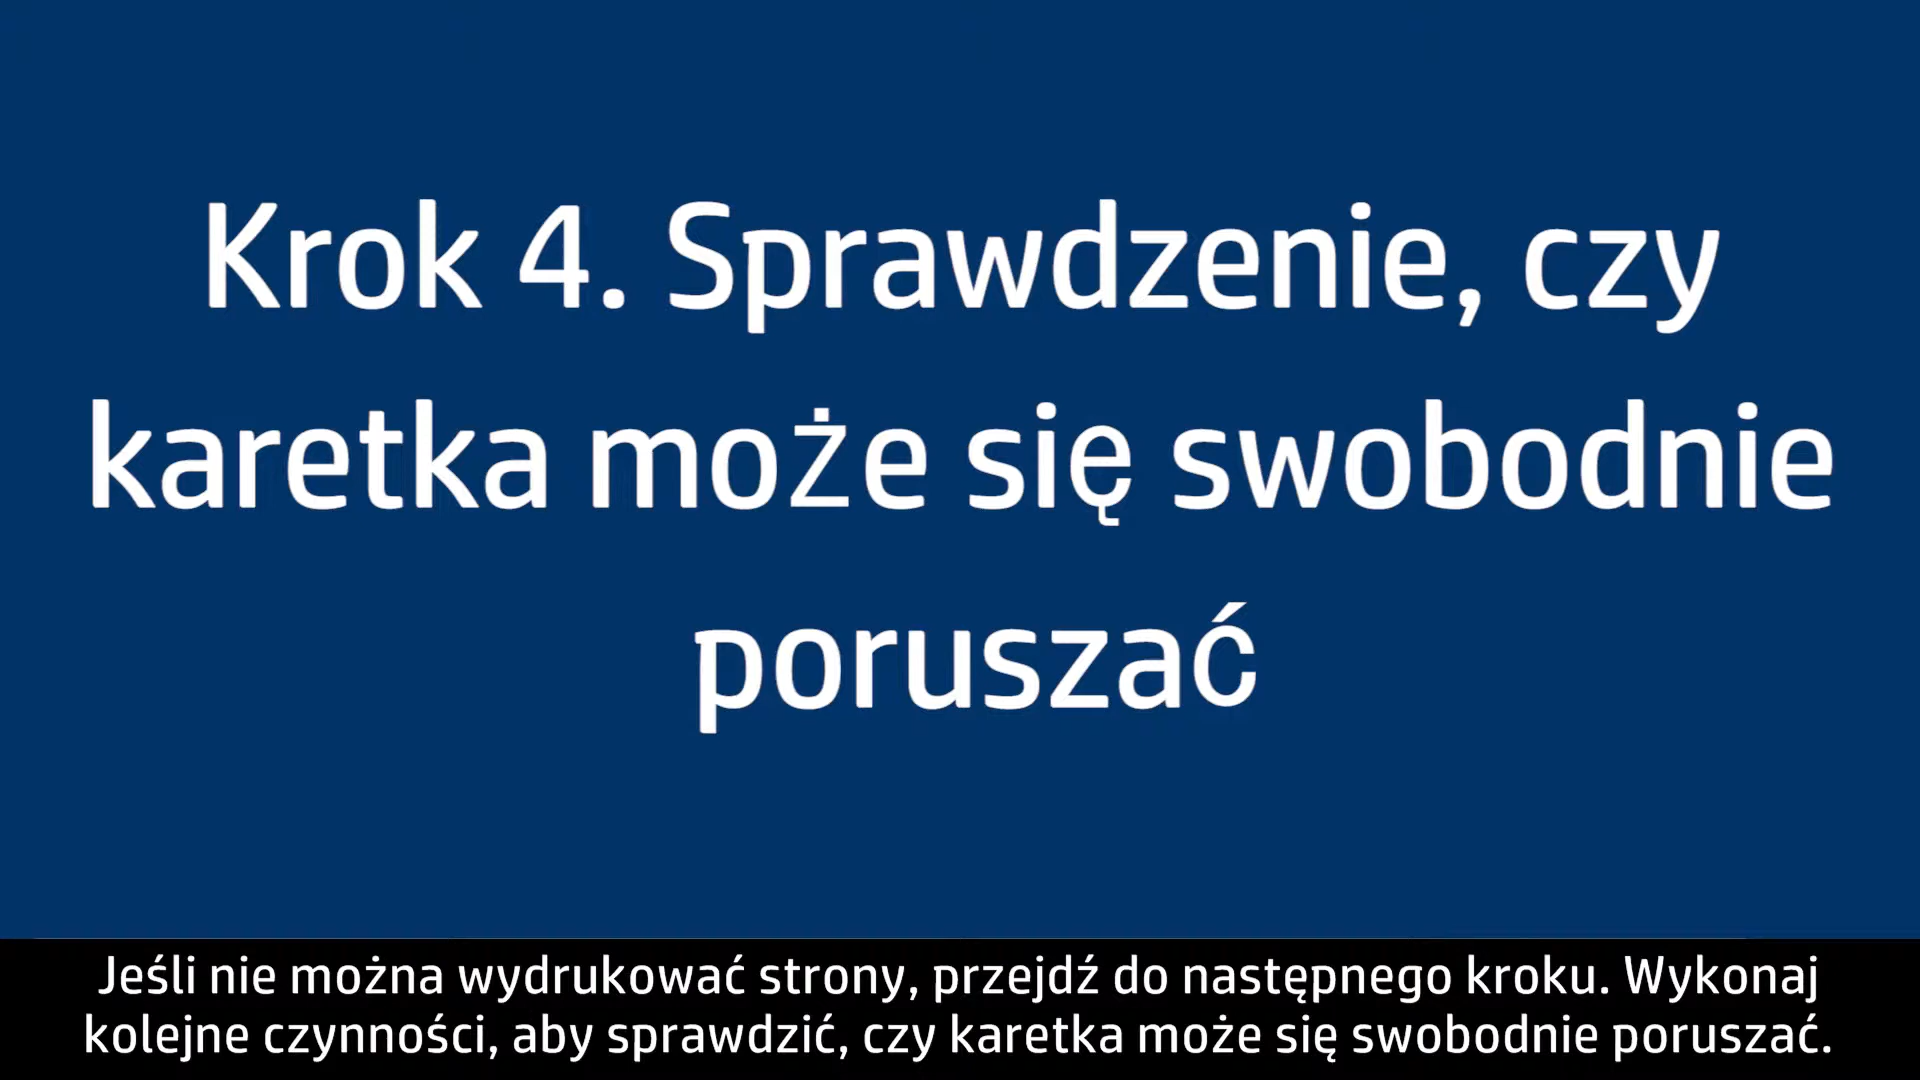 Krok 4. Sprawdzenie, czy
karetka może się swobodnie
poruszać
Jeśli nie można wydrukować strony, przejdź do następnego kroku. Wykonaj
kolejne czynności, aby sprawdzić, czy karetka może się swobodnie poruszać.